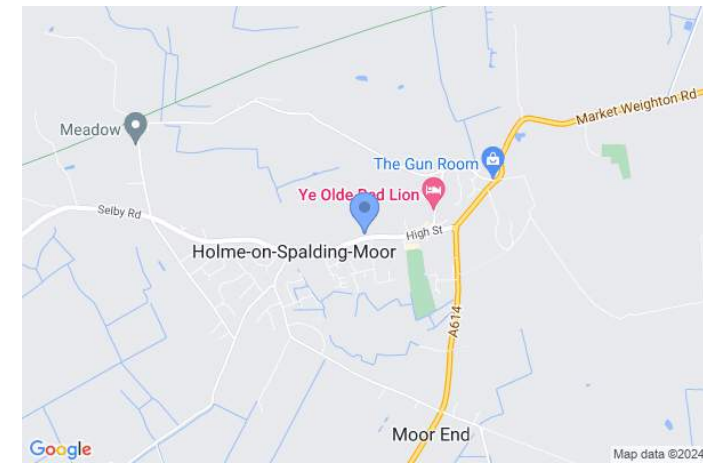 Market Weighton Rd
Meadow
The Gun Room
Ye Olde Red Lion
Selby Rd
High St
Holme-on-Spalding-Moor
A614
Moor End
Google
Map data ©2024